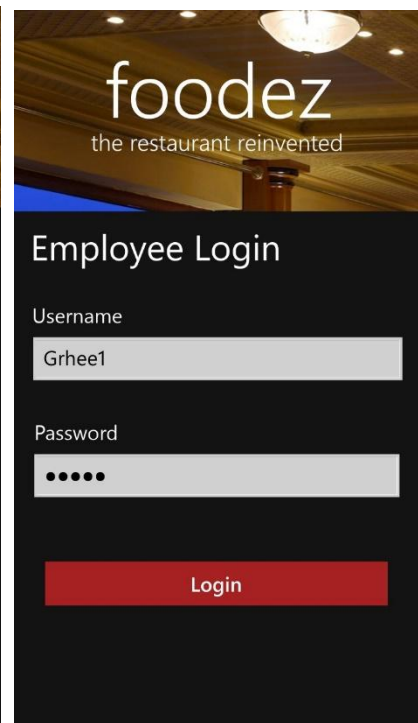 foodez
the restaurant reinvented
Employee Login
Username
Grhee1
Password
●●●●●
Login